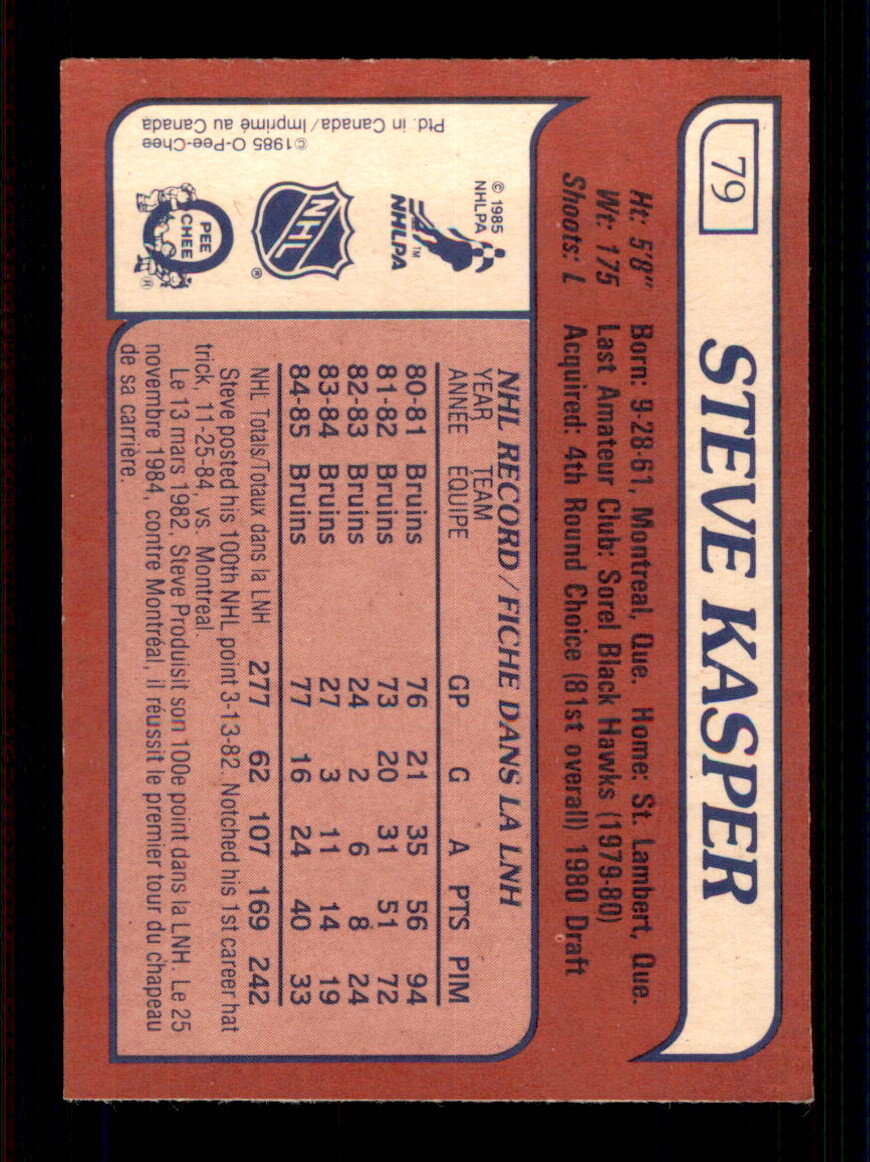 79
STEVE KASPER
Ht: 5'8" Born: 9-28-61, Montreal, Que. Home: St. Lambert, Que.
Wt: 175 Last Amateur Club: Sorel Black Hawks (1979-80)
Shoots: L Acquired: 4th Round Choice (81st overall) 1980 Draft
© 1985
NHLPA
NHLPA™
NHL ®
O PEE CHEE ®
©1985 O-Pee-Chee
Ptd. in Canada/Imprimé au Canada
NHL RECORD/FICHE DANS LA LNH
YEAR TEAM
ANNÉE ÉQUIPE GP G A PTS PIM
80-81 Bruins 76 21 35 56 94
81-82 Bruins 73 20 31 51 72
82-83 Bruins 24 2 6 8 24
83-84 Bruins 27 3 11 14 19
84-85 Bruins 77 16 24 40 33
NHL Totals/Totaux dans la LNH 277 62 107 169 242
Steve posted his 100th NHL point 3-13-82. Notched his 1st career hat
trick, 11-25-84, vs. Montreal.
Le 13 mars 1982, Steve Produisit son 100e point dans la LNH. Le 25
novembre 1984, contre Montréal, il réussit le premier tour du chapeau
de sa carrière.